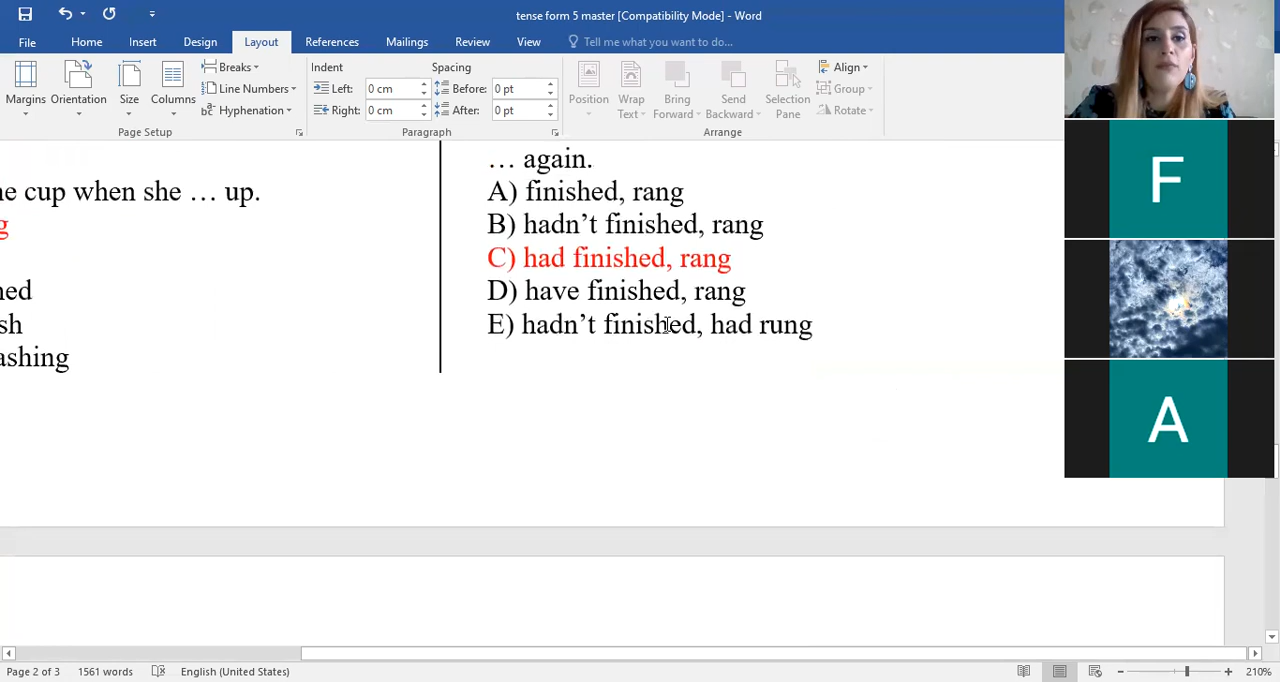 tense form 5 master [Compatibility Mode] - Word
File Home Insert Design Layout References Mailings Review View Tell me what you want to do...
Margins
Orientation
Size
Columns
Breaks
Line Numbers
Hyphenation
Page Setup
Indent
Left: 0 cm
Right: 0 cm
Spacing
Before: 0 pt
After: 0 pt
Paragraph
Position
Wrap
Text
Bring
Forward
Send
Backward
Selection
Pane
Align
Group
Rotate
Arrange
ne cup when she … up.
g
ned
sh
ashing
… again.
A) finished, rang
B) hadn’t finished, rang
C) had finished, rang
D) have finished, rang
E) hadn’t finished, had rung
F
A
Page 2 of 3 1561 words English (United States) 210%